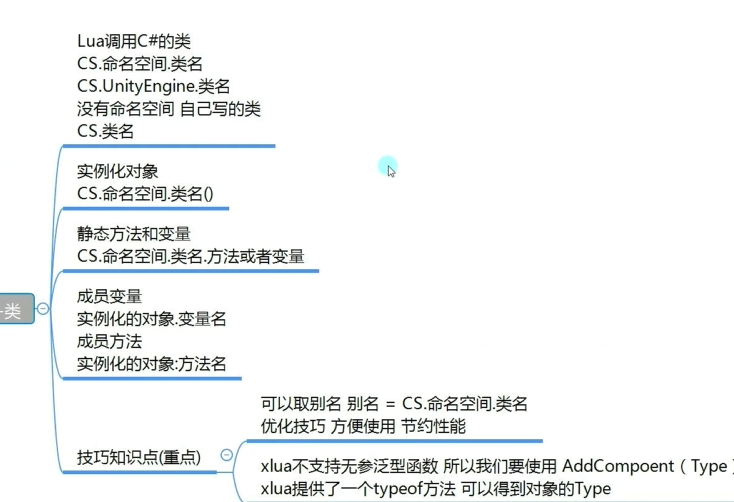 Lua调用C#的类
CS.命名空间.类名
CS.UnityEngine.类名
没有命名空间 自己写的类
CS.类名
实例化对象
CS.命名空间.类名()
静态方法和变量
CS.命名空间.类名.方法或者变量
类
成员变量
实例化的对象.变量名
成员方法
实例化的对象:方法名
技巧知识点(重点)
可以取别名 别名 = CS.命名空间.类名
优化技巧 方便使用 节约性能
xlua不支持无参泛型函数 所以我们要使用 AddCompoent（Type）
xlua提供了一个typeof方法 可以得到对象的Type